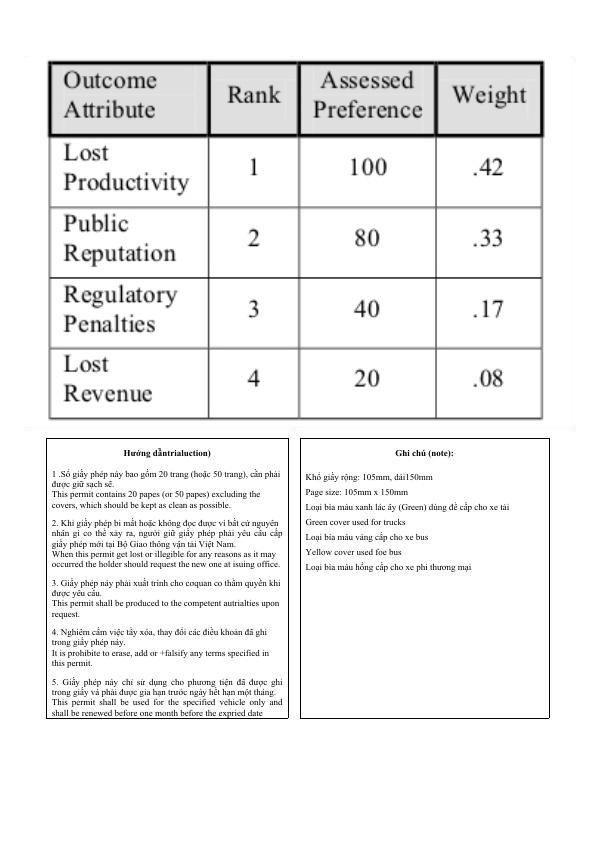 Outcome Attribute Rank Assessed Preference Weight
Lost Productivity 1 100 .42
Public Reputation 2 80 .33
Regulatory Penalties 3 40 .17
Lost Revenue 4 20 .08
Hướng dẫntrialuction)
1 .Số giấy phép này bao gồm 20 trang (hoặc 50 trang), cần phải
được giữ sạch sẽ.
This permit contains 20 papes (or 50 papes) excluding the
covers, which should be kept as clean as possible.
2. Khi giấy phép bi mất hoặc không đọc được vì bất cứ nguyên
nhân gì co thể xảy ra, người giữ giấy phép phải yêu cầu cấp
giấy phép mới tại Bộ Giao thông vận tải Việt Nam.
When this permit get lost or illegible for any reasons as it may
occurred the holder should request the new one at isuing office.
3. Giấy phép này phải xuất trình cho cơquan co thầm quyền khi
được yêu cầu.
This permit shall be produced to the competent autrialties upon
request.
4. Nghiêm cấm việc tẩy xóa, thay đổi các điều khoản đã ghi
trong giấy phép này.
It is prohibite to erase, add or +falsify any terms specified in
this permit.
5. Giấy phép này chỉ sử dụng cho phương tiện đã được ghi
trong giấy và phải được gia hạn trước ngày hết hạn một tháng.
This permit shall be used for the specified vehicle only and
shall be renewed before one month before the expried date
Ghi chú (note):
Khổ giấy rộng: 105mm, dài150mm
Page size: 105mm x 150mm
Loại bìa màu xanh lác ây (Green) dùng để cấp cho xe tải
Green cover used for trucks
Loại bìa màu vàng cấp cho xe bus
Yellow cover used foe bus
Loại bìa màu hồng cấp cho xe phi thương mại